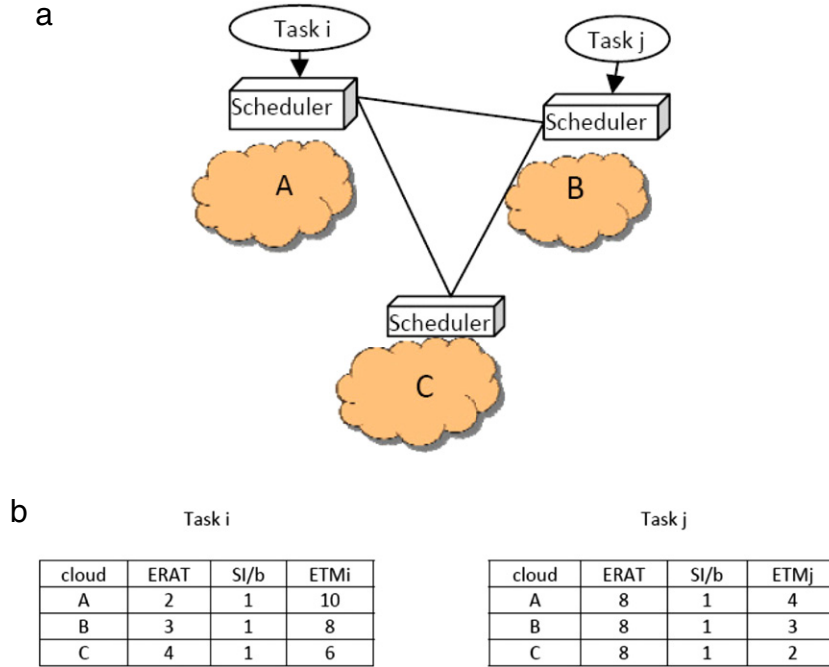 a
Task i
Task j
Scheduler
Scheduler
A
B
Scheduler
C
b
Task i
Task j
cloud ERAT SI/b ETMi
A 2 1 10
B 3 1 8
C 4 1 6
cloud ERAT SI/b ETMj
A 8 1 4
B 8 1 3
C 8 1 2